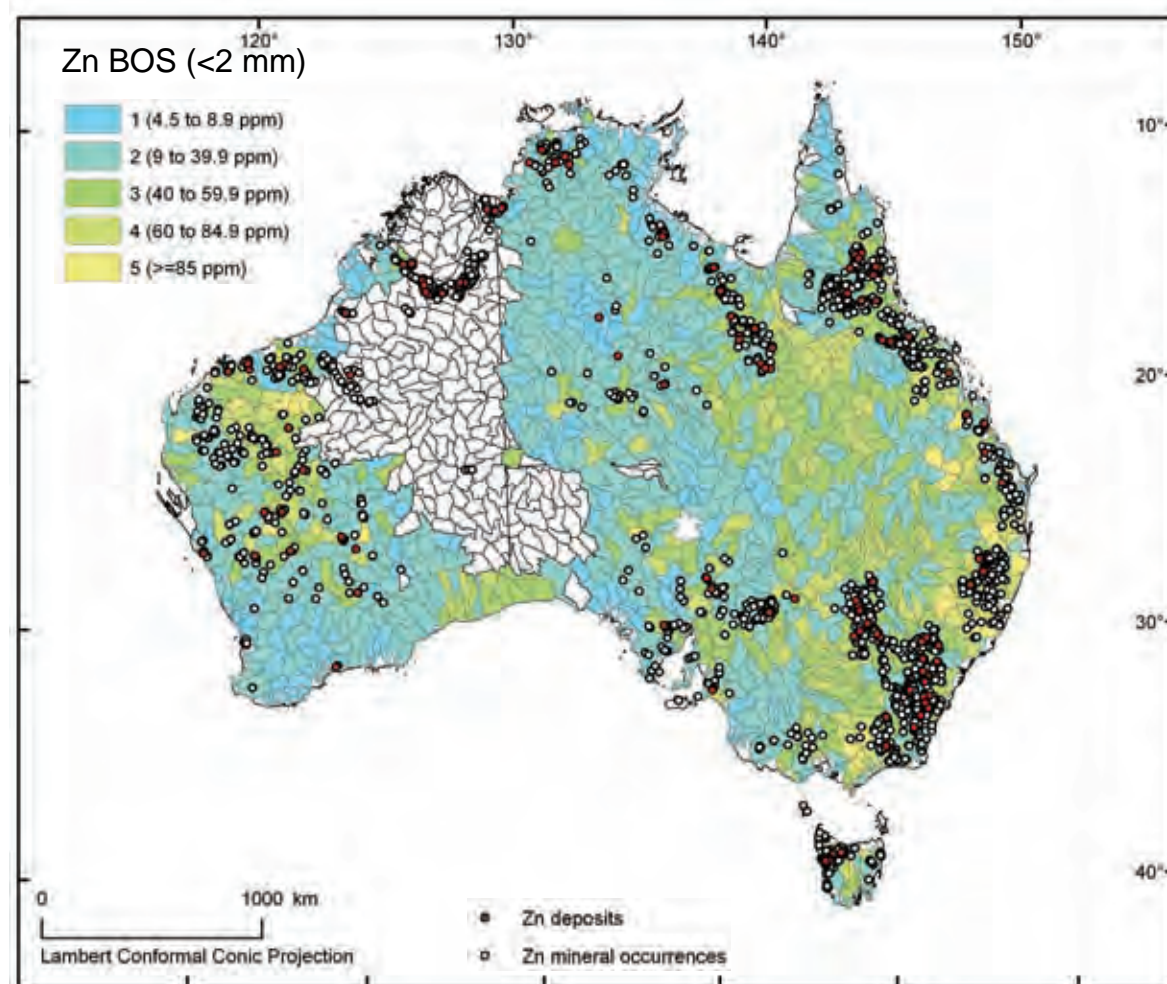 120° 130° 140° 150°
Zn BOS (<2 mm)
1 (4.5 to 8.9 ppm)
2 (9 to 39.9 ppm)
3 (40 to 59.9 ppm)
4 (60 to 84.9 ppm)
5 (>=85 ppm)
10°
20°
30°
40°
0 1000 km
Lambert Conformal Conic Projection
Zn deposits
Zn mineral occurrences